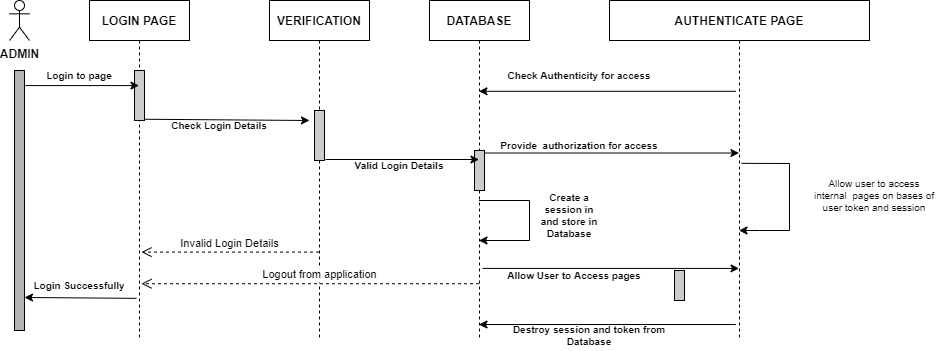 LOGIN PAGE
VERIFICATION
DATABASE
AUTHENTICATE PAGE
ADMIN
Login to page
Check Authenticity for access
Check Login Details
Provide authorization for access
Valid Login Details
Allow user to access
internal pages on bases of
user token and session
Create a
session in
and store in
Database
Invalid Login Details
Logout from application
Allow User to Access pages
Login Successfully
Destroy session and token from
Database